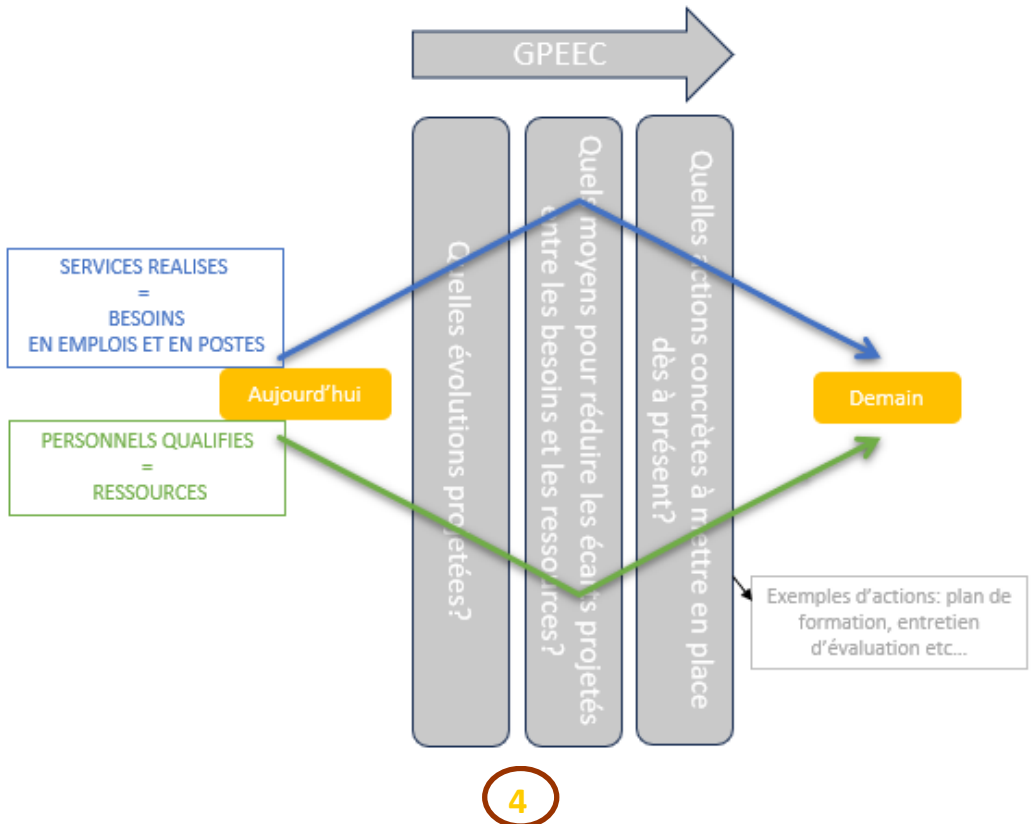 GPEEC
SERVICES REALISES
=
BESOINS
EN EMPLOIS ET EN POSTES
Aujourd'hui
PERSONNELS QUALIFIES
=
RESSOURCES
Quelles évolutions projetées?
Quels moyens pour réduire les écarts projetés
entre les besoins et les ressources?
Quelles actions concrètes à mettre en place
dès à présent?
Demain
Exemples d'actions: plan de
formation, entretien
d'évaluation etc...
4